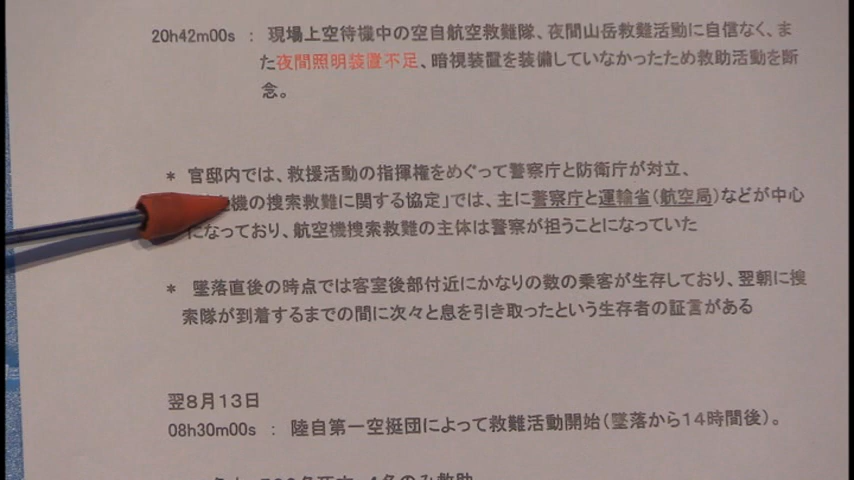 20h42m00s : 現場上空待機中の空自航空救難隊、夜間山岳救難活動に自信なく、ま
た夜間照明装置不足、暗視装置を装備していなかったため救助活動を断
念。
* 官邸内では、救援活動の指揮権をめぐって警察庁と防衛庁が対立、
機の捜索救難に関する協定」では、主に警察庁と運輸省(航空局)などが中心
になっており、航空機捜索救難の主体は警察が担うことになっていた
* 墜落直後の時点では客室後部付近にかなりの数の乗客が生存しており、翌朝に捜
索隊が到着するまでの間に次々と息を引き取ったという生存者の証言がある
翌8月13日
08h30m00s : 陸自第一空挺団によって救難活動開始(墜落から14時間後)。